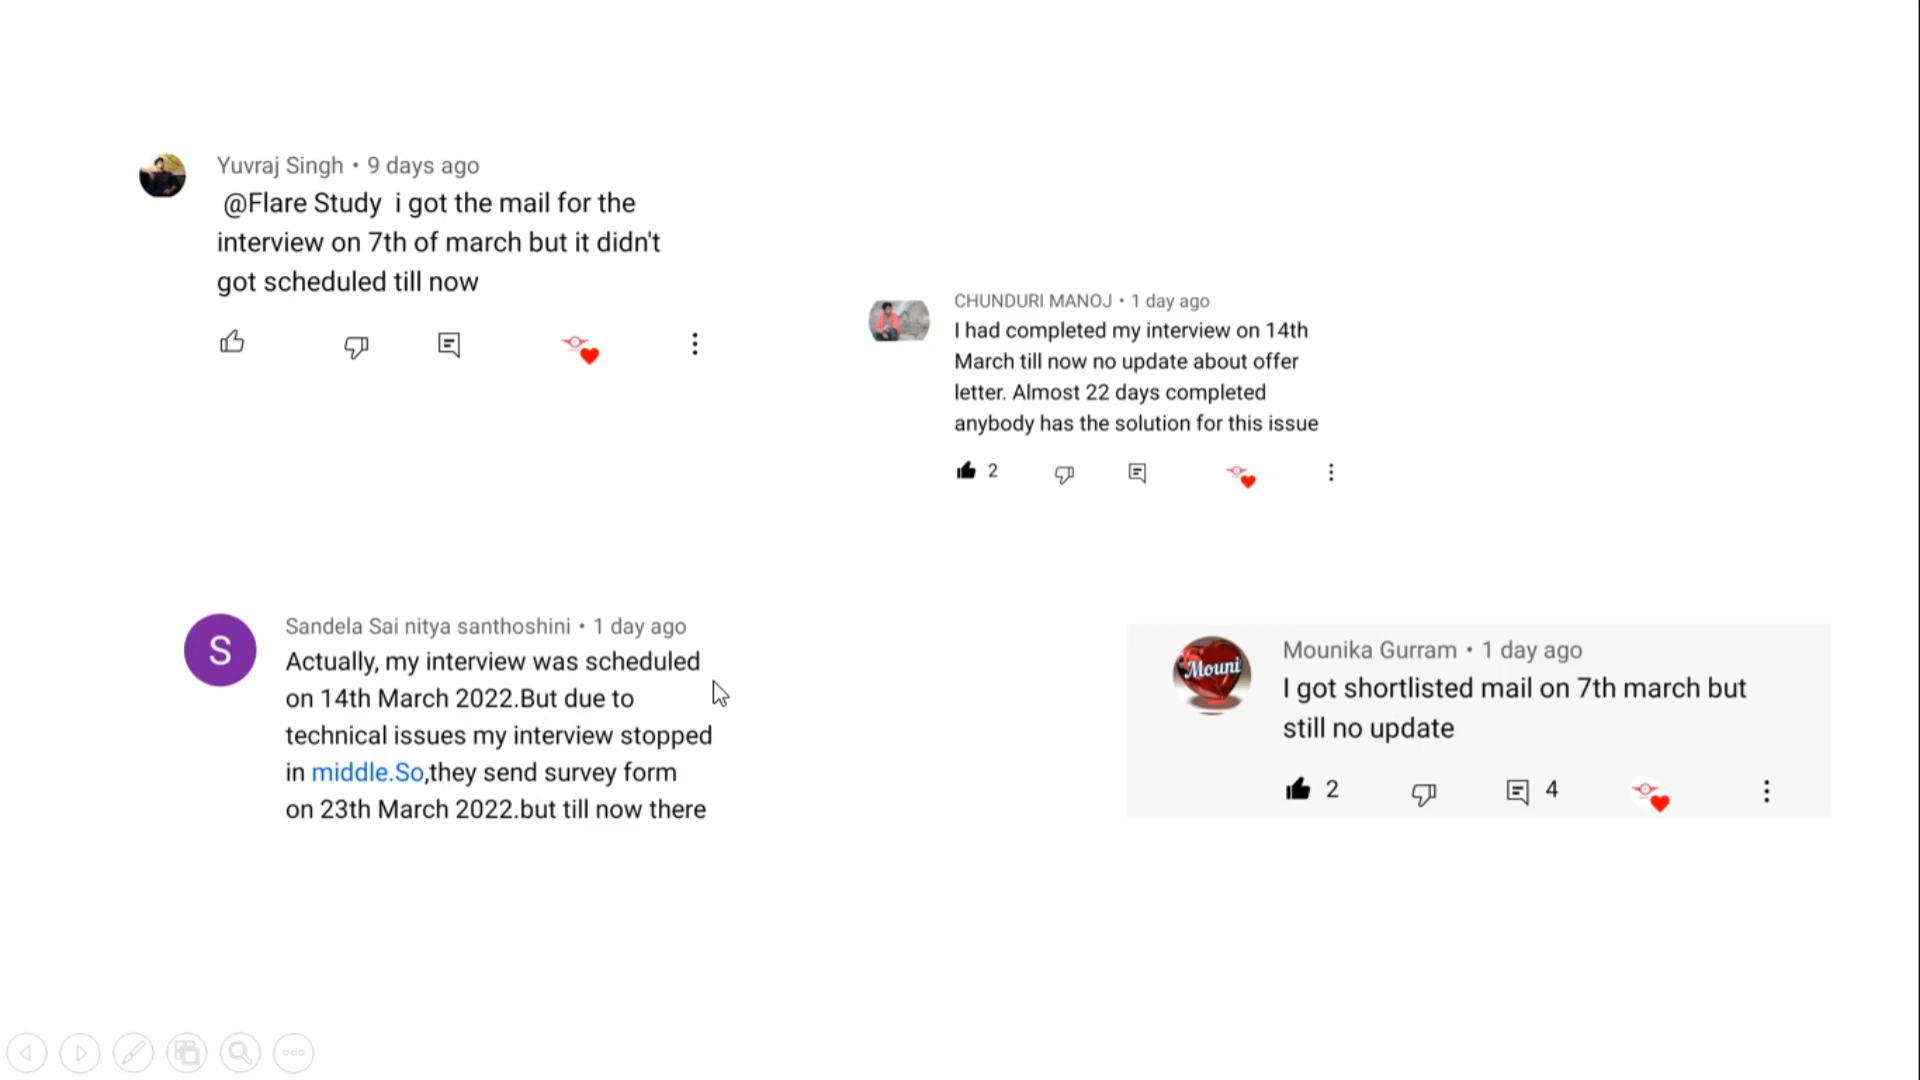 Yuvraj Singh • 9 days ago
@Flare Study i got the mail for the
interview on 7th of march but it didn't
got scheduled till now
CHUNDURI MANOJ • 1 day ago
I had completed my interview on 14th
March till now no update about offer
letter. Almost 22 days completed
anybody has the solution for this issue
2
S
Sandela Sai nitya santhoshini • 1 day ago
Actually, my interview was scheduled
on 14th March 2022.But due to
technical issues my interview stopped
in middle.So,they send survey form
on 23th March 2022.but till now there
Mouni
Mounika Gurram • 1 day ago
I got shortlisted mail on 7th march but
still no update
2 4